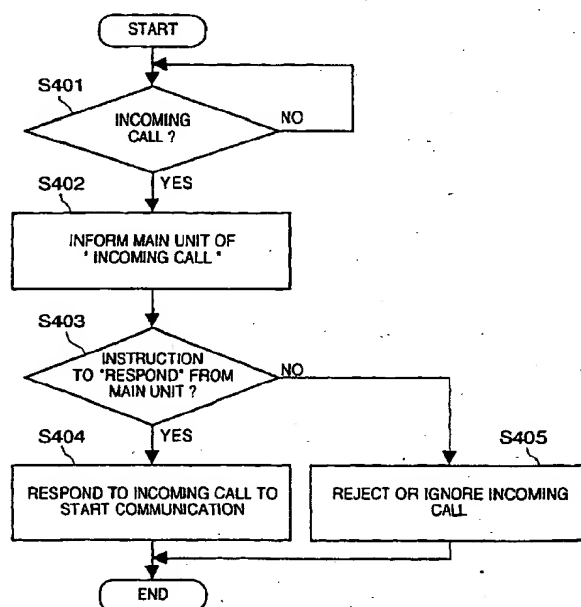 START
S401
INCOMING
CALL ?
NO
YES
S402
INFORM MAIN UNIT OF
" INCOMING CALL "
S403
INSTRUCTION
TO "RESPOND" FROM
MAIN UNIT ?
NO
YES
S404
RESPOND TO INCOMING CALL TO
START COMMUNICATION
S405
REJECT OR IGNORE INCOMING
CALL
END